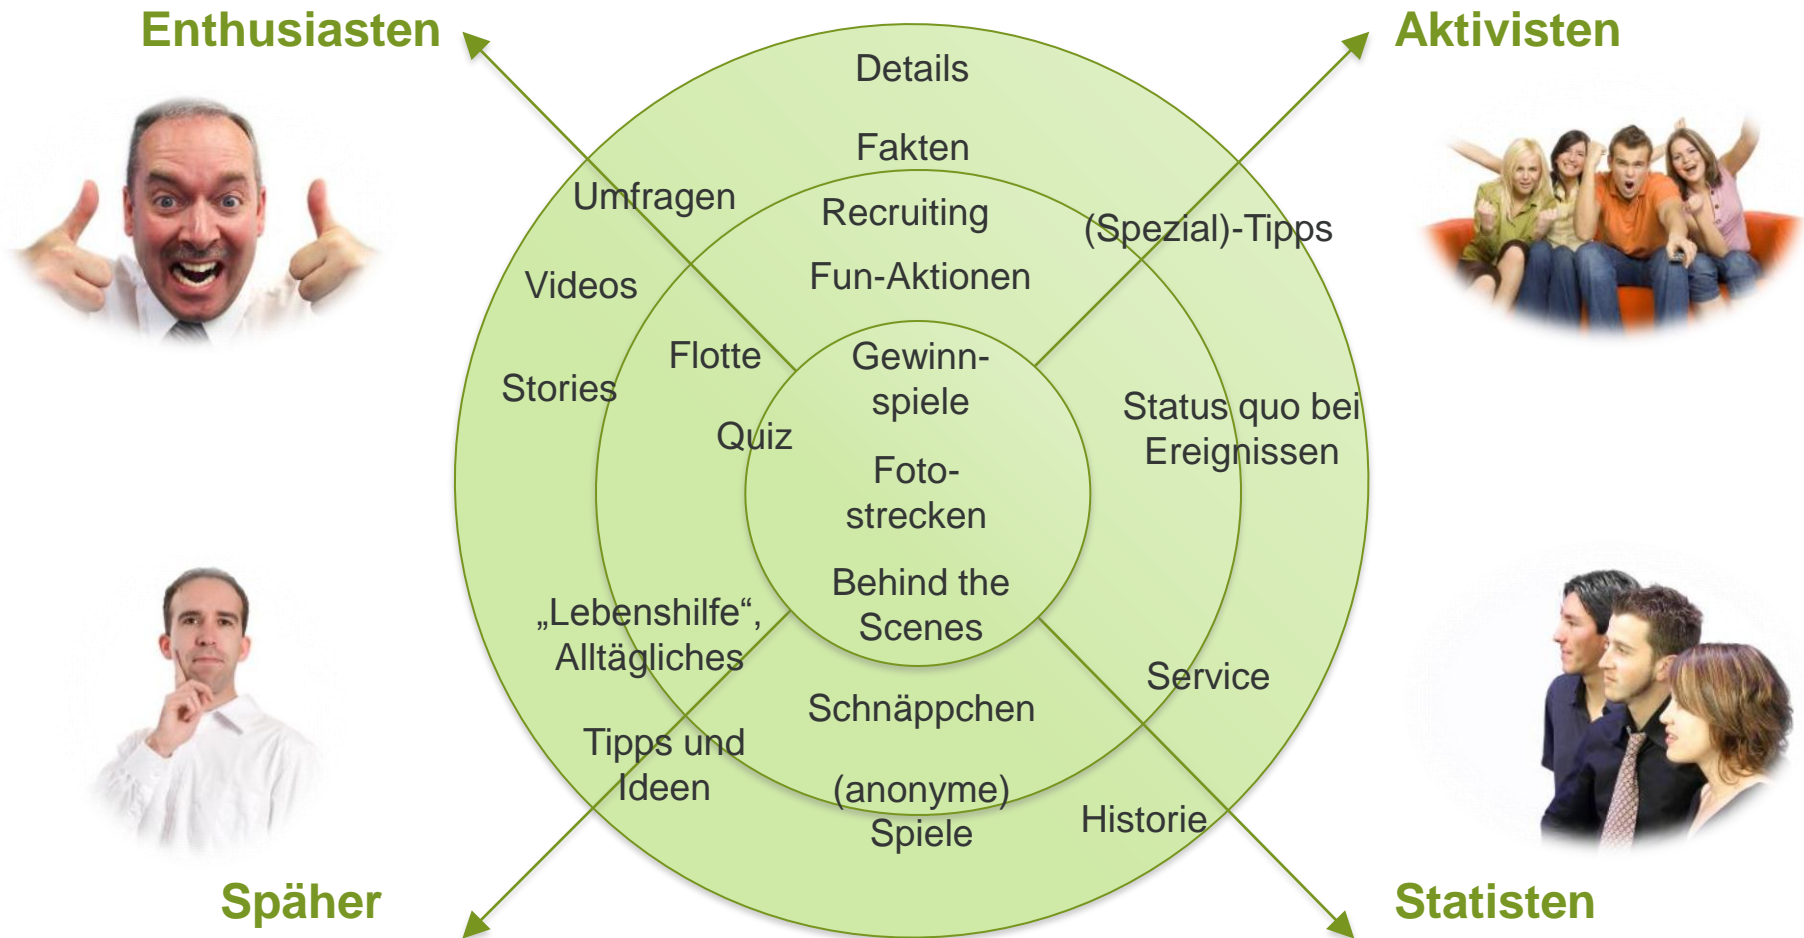 Enthusiasten
Aktivisten
Details
Fakten
Umfragen
Recruiting
(Spezial)-Tipps
Videos
Fun-Aktionen
Flotte
Gewinn-
spiele
Stories
Status quo bei
Ereignissen
Quiz
Foto-
strecken
Behind the
Scenes
„Lebenshilfe“,
Alltägliches
Service
Schnäppchen
Tipps und
Ideen
(anonyme)
Spiele
Historie
Späher
Statisten